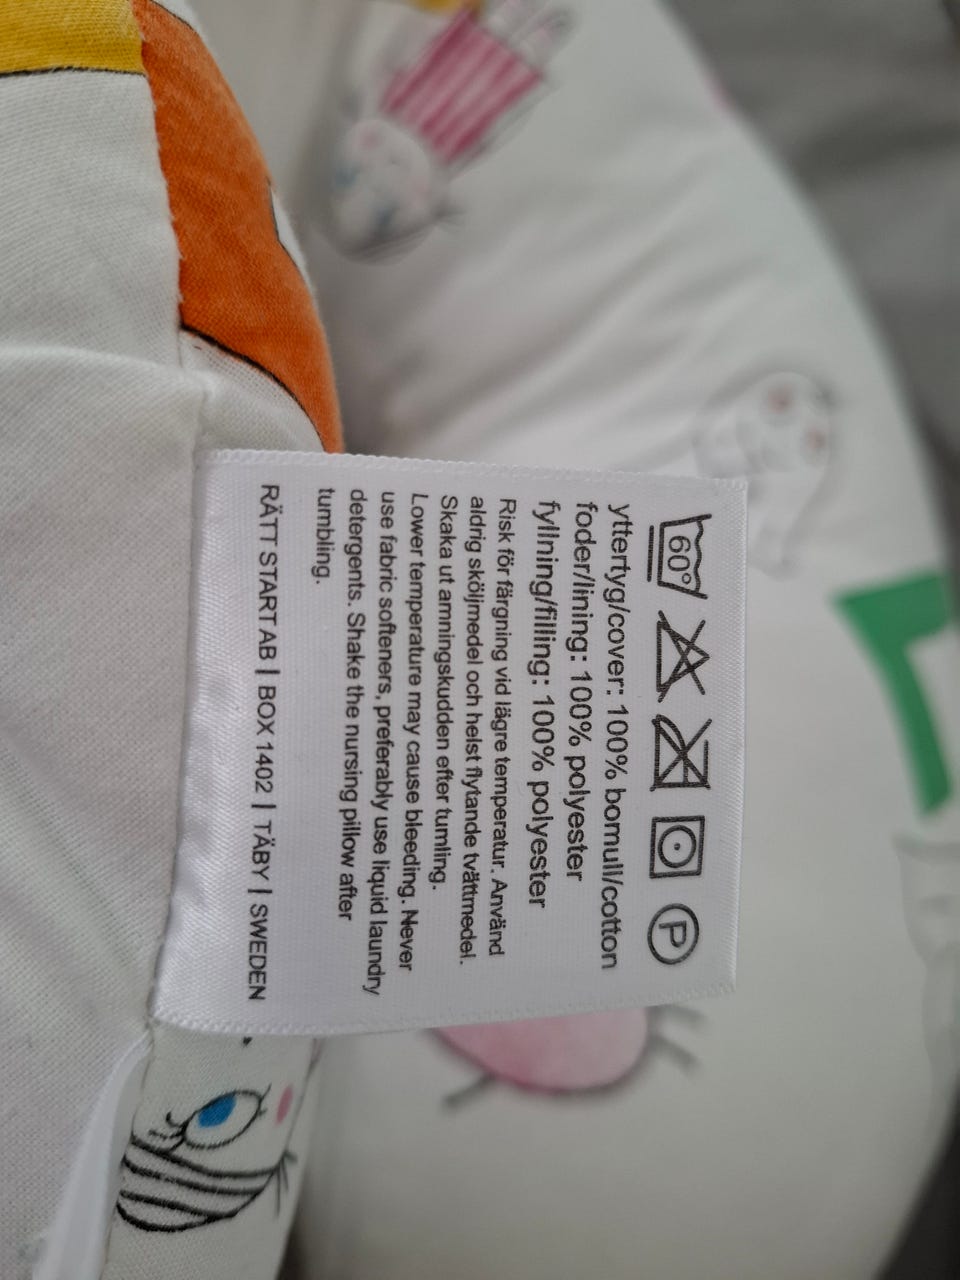 60°
P
yttertyg/cover: 100% bomull/cotton
foder/lining: 100% polyester
fyllning/filling: 100% polyester
Risk för färgning vid lägre temperatur. Använd
aldrig sköljmedel och helst flytande tvättmedel.
Skaka ut amningskudden efter tumling.
Lower temperature may cause bleeding. Never
use fabric softeners, preferably use liquid laundry
detergents. Shake the nursing pillow after
tumbling.
RÄTT START AB | BOX 1402 | TÄBY | SWEDEN